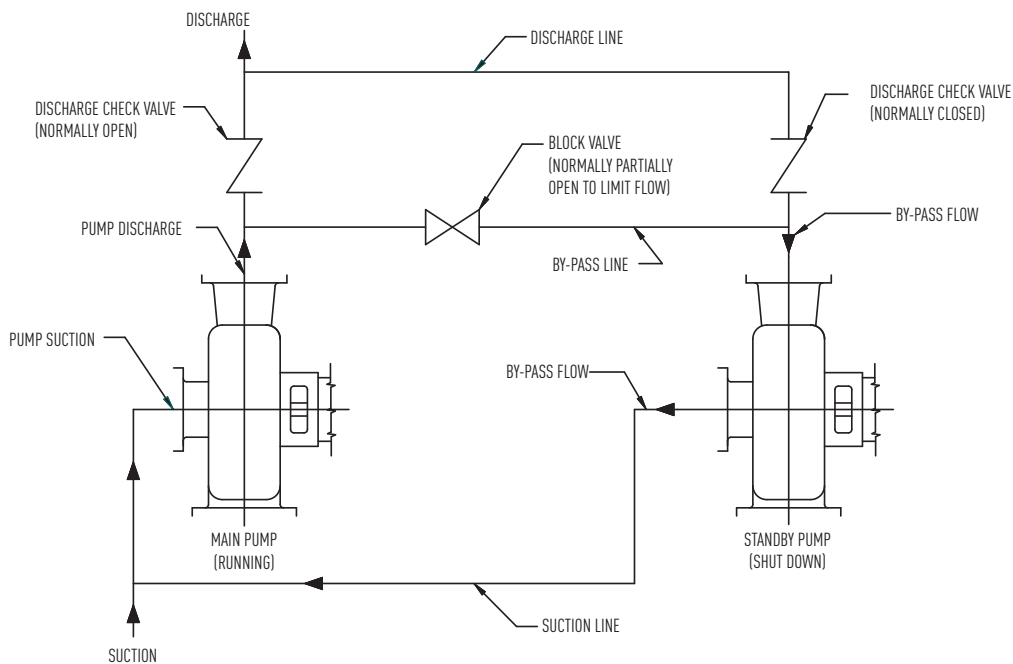 DISCHARGE
DISCHARGE LINE
DISCHARGE CHECK VALVE
(NORMALLY OPEN)
DISCHARGE CHECK VALVE
(NORMALLY CLOSED)
BLOCK VALVE
(NORMALLY PARTIALLY
OPEN TO LIMIT FLOW)
PUMP DISCHARGE
BY-PASS FLOW
BY-PASS LINE
PUMP SUCTION
BY-PASS FLOW
MAIN PUMP
(RUNNING)
STANDBY PUMP
(SHUT DOWN)
SUCTION LINE
SUCTION